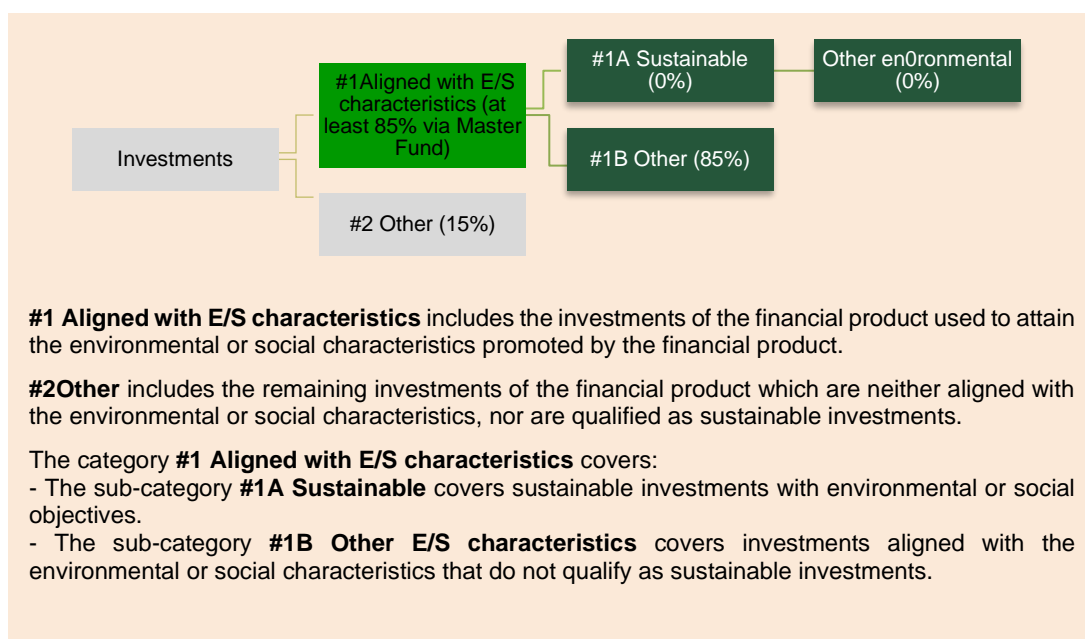 #1A Sustainable
(0%)
Other en0ronmental
(0%)
#1Aligned with E/S
characteristics (at
least 85% via Master
Fund)
Investments
#1B Other (85%)
#2 Other (15%)
#1 Aligned with E/S characteristics includes the investments of the financial product used to attain
the environmental or social characteristics promoted by the financial product.
#2Other includes the remaining investments of the financial product which are neither aligned with
the environmental or social characteristics, nor are qualified as sustainable investments.
The category #1 Aligned with E/S characteristics covers:
- The sub-category #1A Sustainable covers sustainable investments with environmental or social
objectives.
- The sub-category #1B Other E/S characteristics covers investments aligned with the
environmental or social characteristics that do not qualify as sustainable investments.